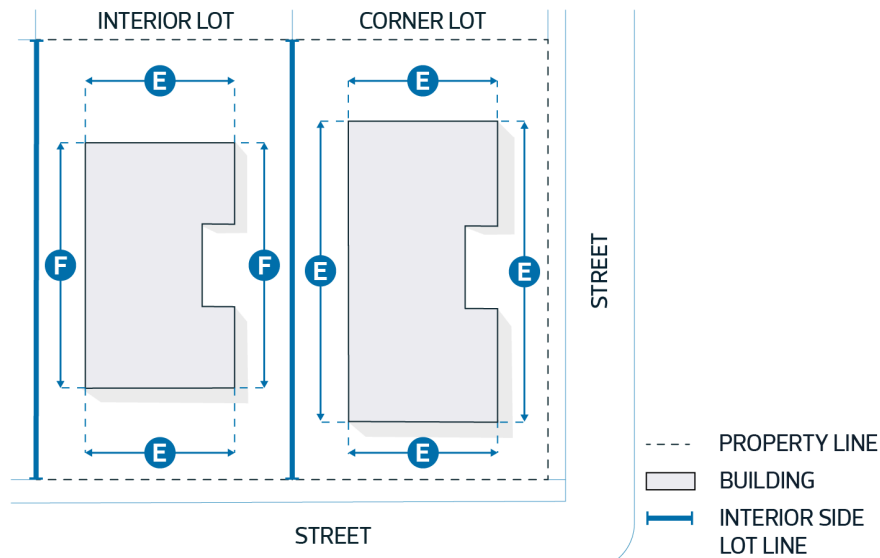 INTERIOR LOT
CORNER LOT
E
E
F
F
E
E
E
E
STREET
STREET
PROPERTY LINE
BUILDING
INTERIOR SIDE
LOT LINE